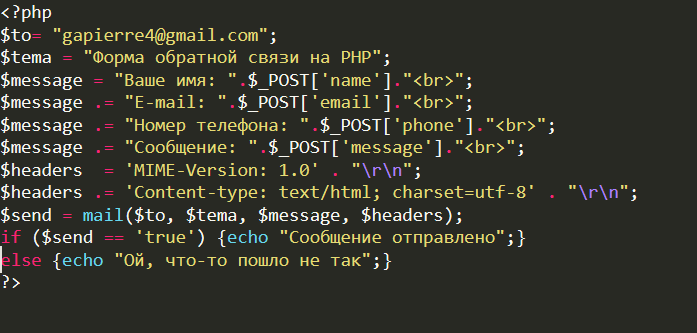 <?php
$to= "gapierre4@gmail.com";
$tema = "Форма обратной связи на PHP";
$message = "Ваше имя: ".$_POST['name']."<br>";
$message .= "E-mail: ".$_POST['email']."<br>";
$message .= "Номер телефона: ".$_POST['phone']."<br>";
$message .= "Сообщение: ".$_POST['message']."<br>";
$headers  = 'MIME-Version: 1.0' . "\r\n";
$headers .= 'Content-type: text/html; charset=utf-8' . "\r\n";
$send = mail($to, $tema, $message, $headers);
if ($send == 'true') {echo "Сообщение отправлено";}
else {echo "Ой, что-то пошло не так";}
?>